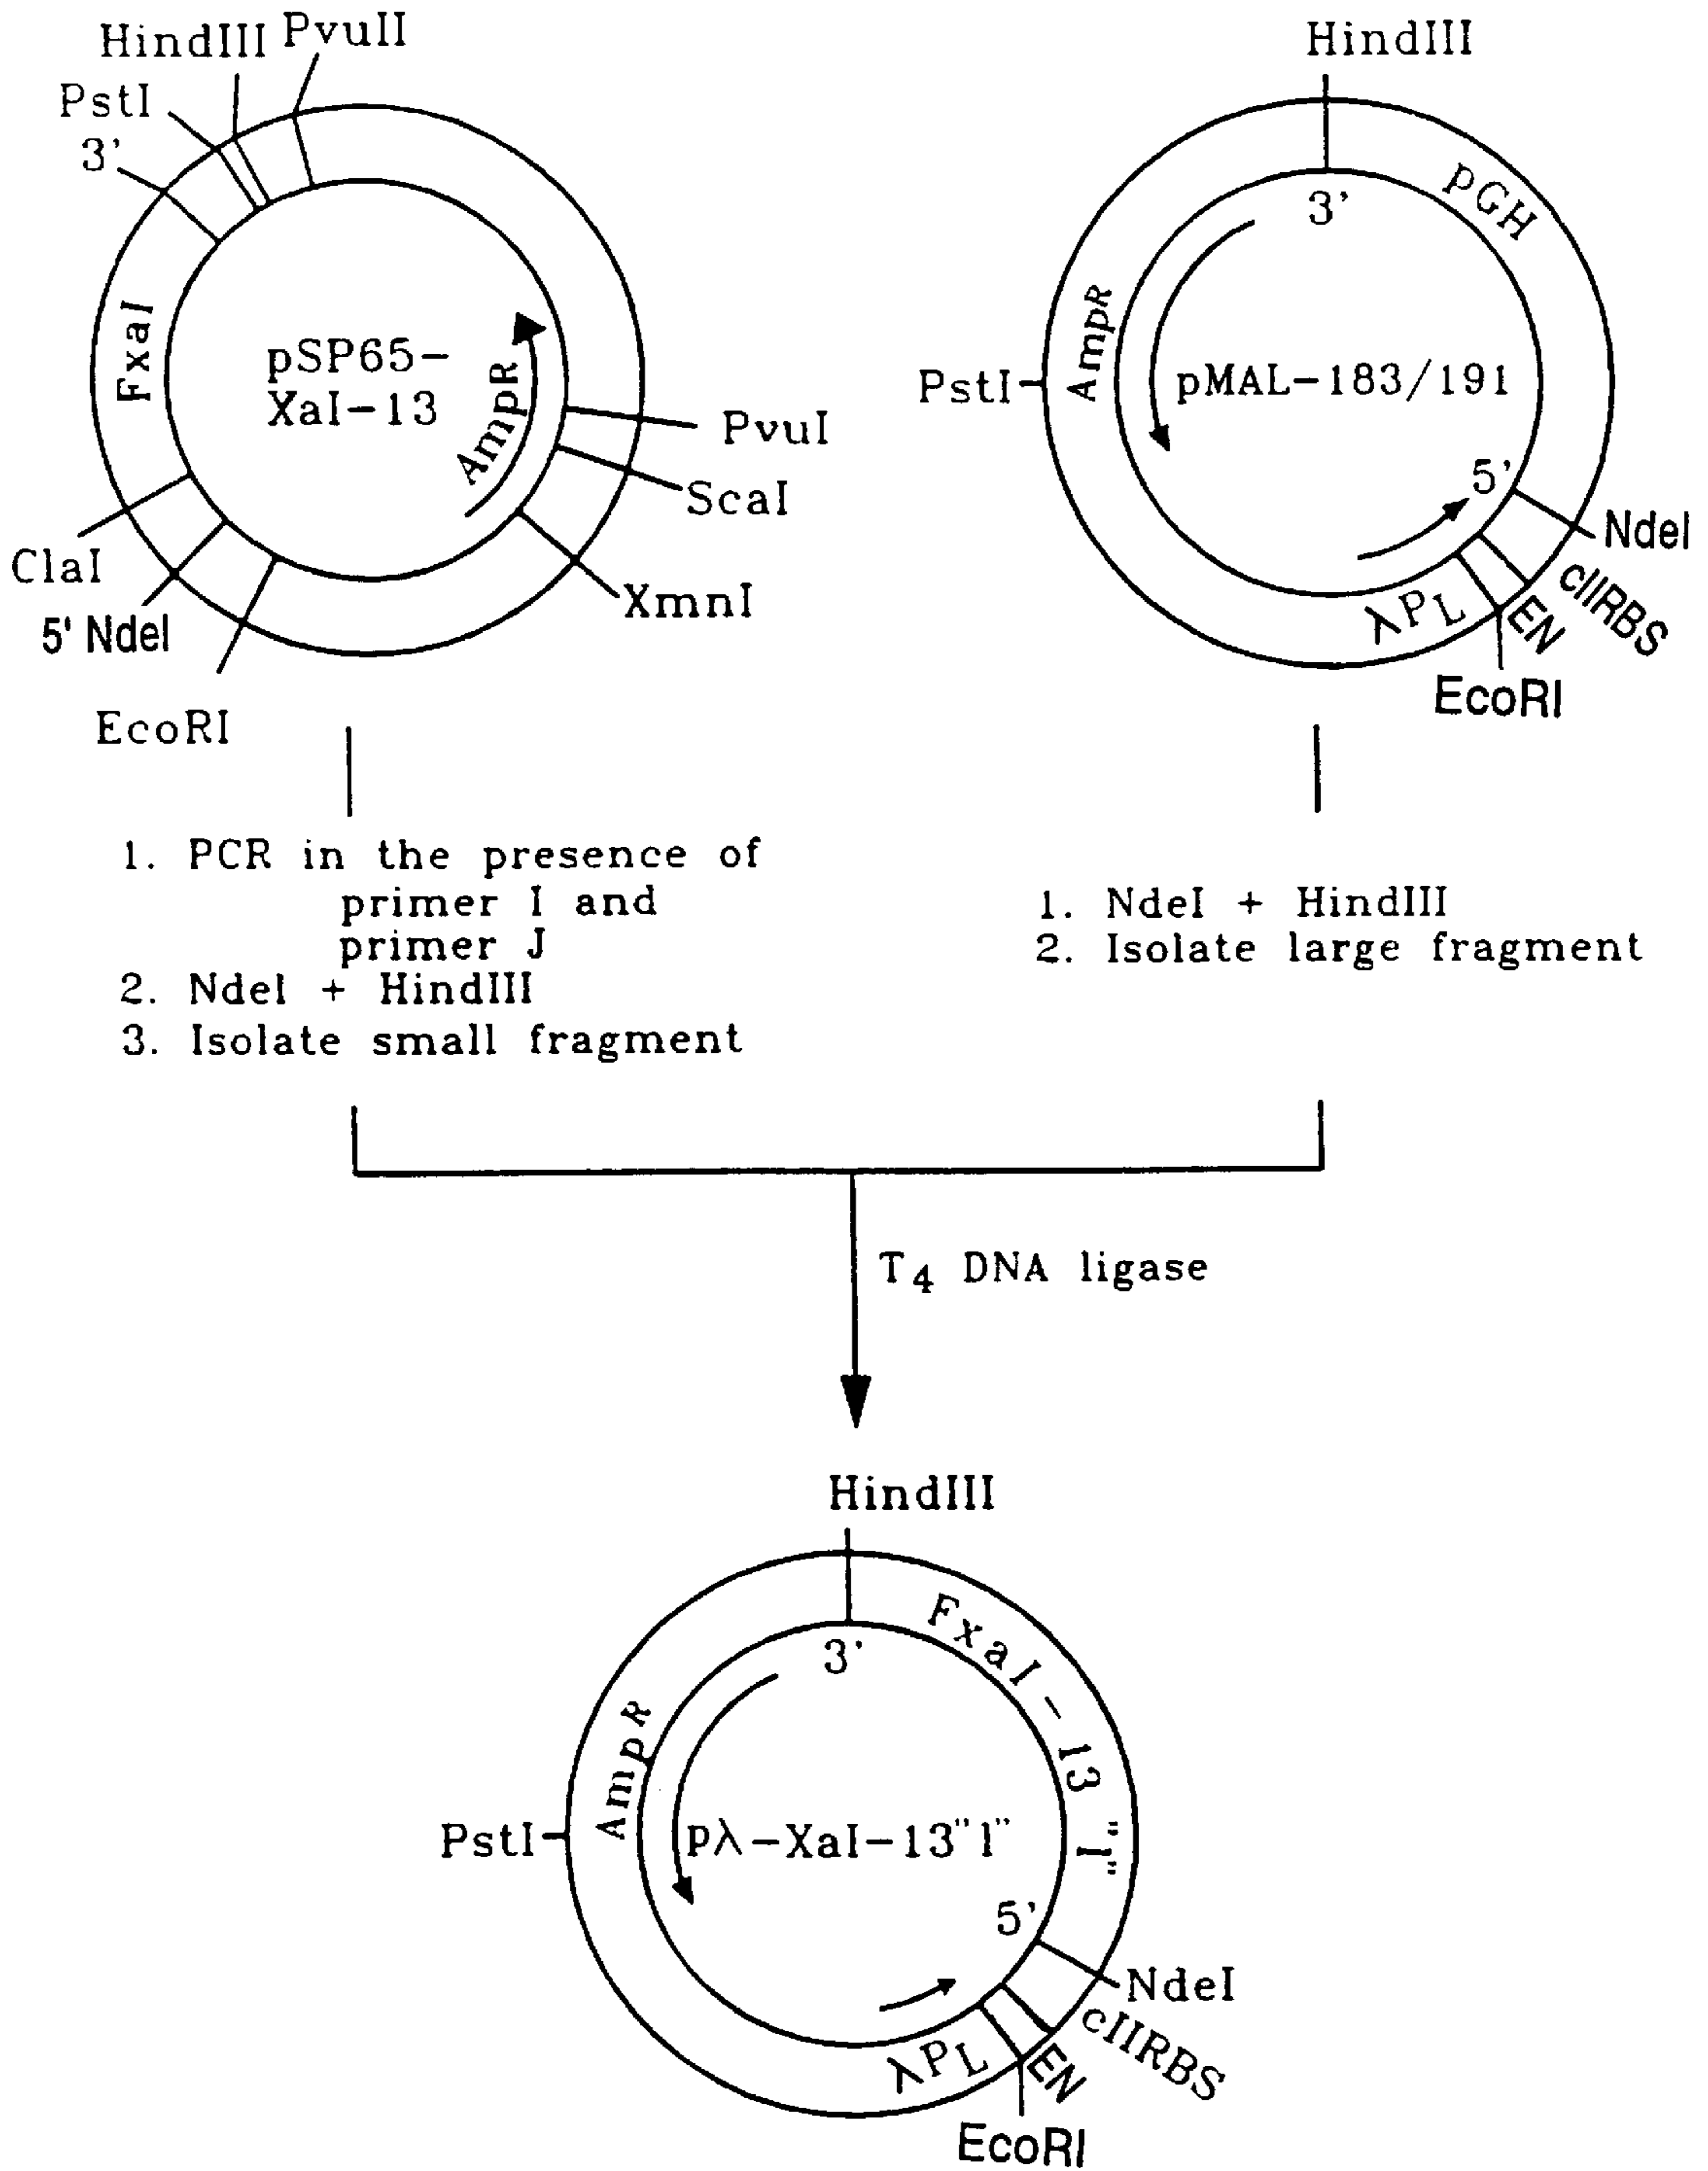 HindIII
PvuII
PstI
3'
FxaI
pSP65-
XaI-13
AmpR
PvuI
ScaI
XmnI
ClaI
5' NdeI
EcoRI
HindIII
3'
pGH
AmpR
PstI
pMAL-183/191
5'
NdeI
cIIRBS
EN
λPL
EcoRI
1. PCR in the presence of
primer I and
primer J
2. NdeI + HindIII
3. Isolate small fragment
1. NdeI + HindIII
2. Isolate large fragment
T4 DNA ligase
HindIII
3'
FxaI-13 "I"
AmpR
PstI
pλ-XaI-13"I"
5'
NdeI
cIIRBS
EN
λPL
EcoRI